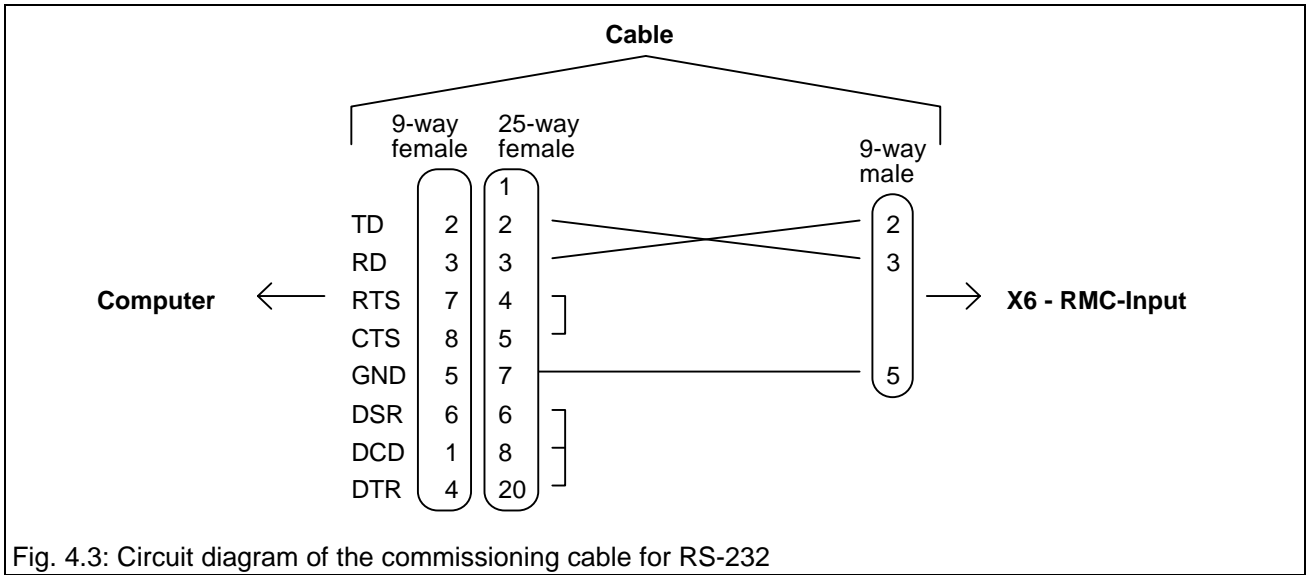 Cable
9-way female
25-way female
9-way male
1
TD 2 2 2
RD 3 3 3
Computer RTS 7 4 X6 - RMC-Input
CTS 8 5
GND 5 7 5
DSR 6 6
DCD 1 8
DTR 4 20
Fig. 4.3: Circuit diagram of the commissioning cable for RS-232